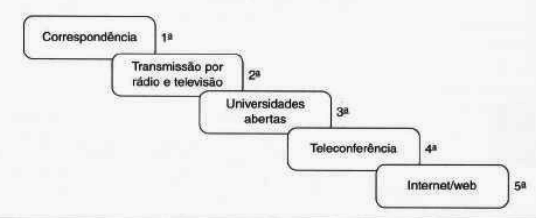 Correspondência 1ª
Transmissão por
rádio e televisão 2ª
Universidades
abertas 3ª
Teleconferência 4ª
Internet/web 5ª